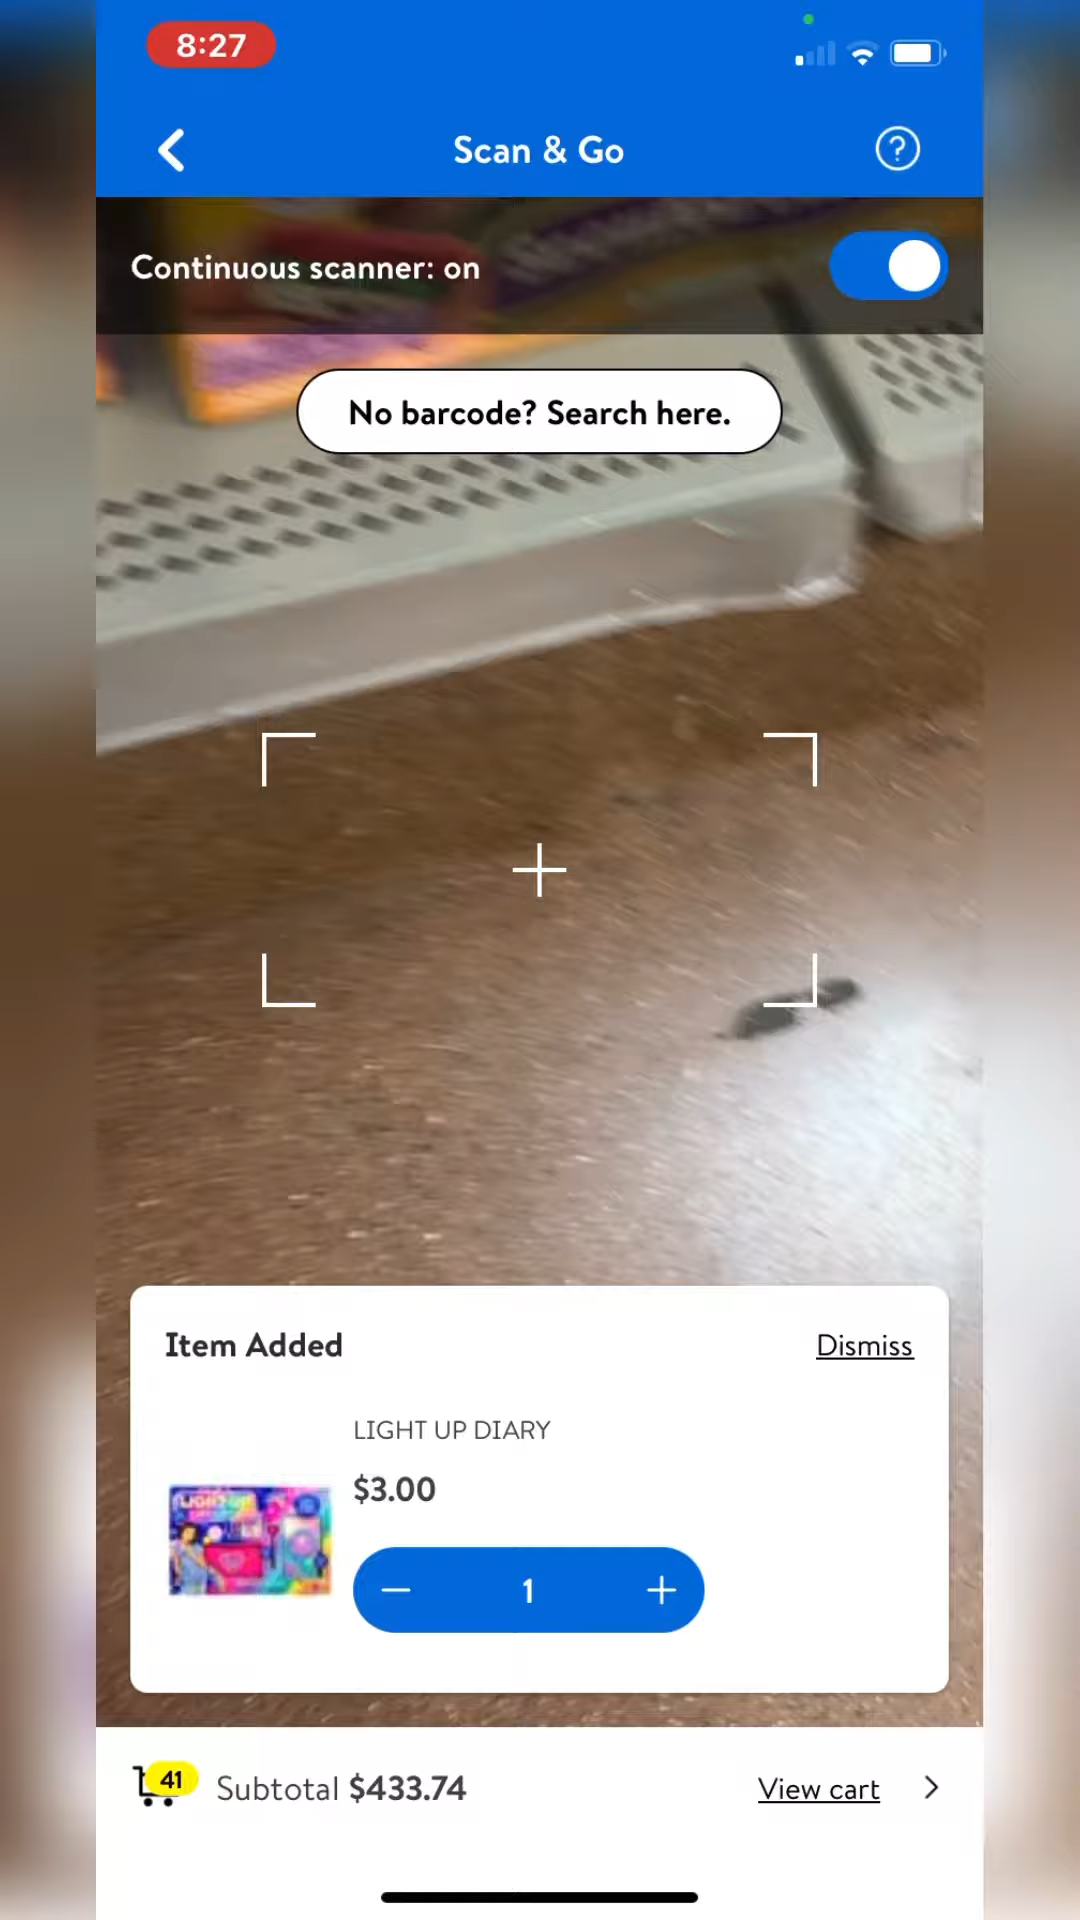 8:27
Scan & Go
?
Continuous scanner: on
No barcode? Search here.
Item Added
Dismiss
LIGHT UP DIARY
$3.00
1
41
Subtotal $433.74
View cart